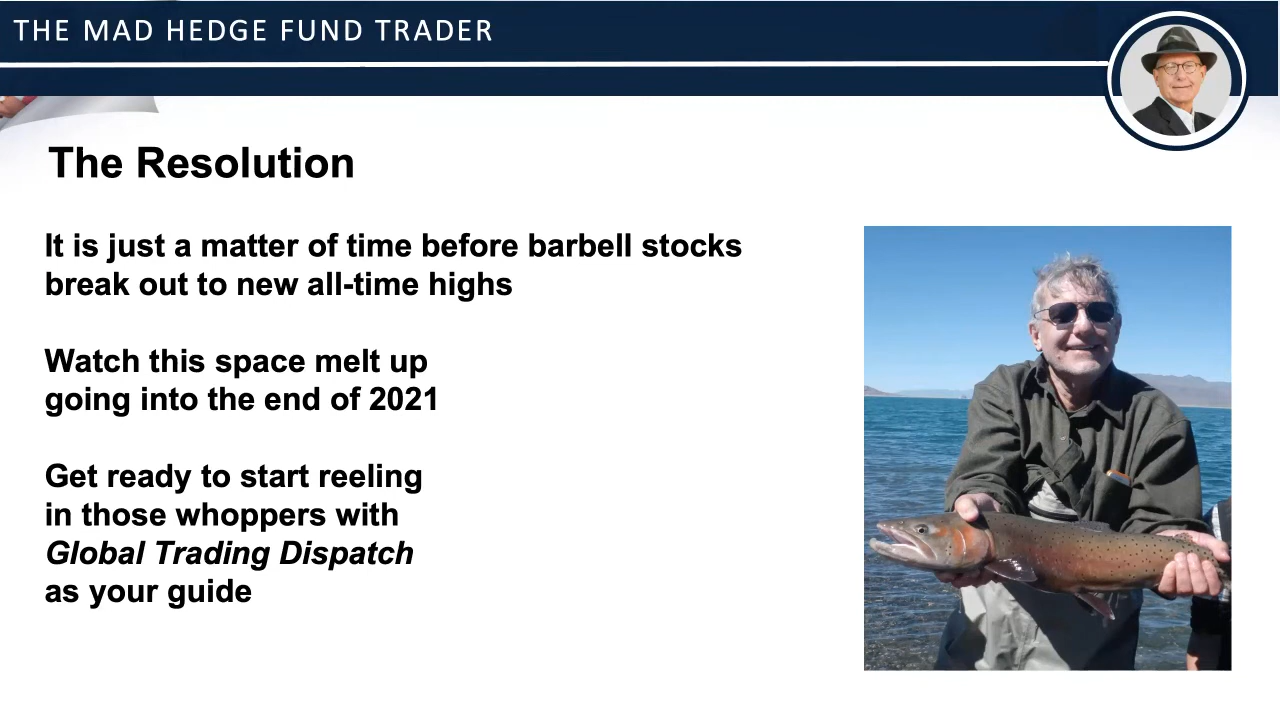 THE MAD HEDGE FUND TRADER
The Resolution
It is just a matter of time before barbell stocks
break out to new all-time highs
Watch this space melt up
going into the end of 2021
Get ready to start reeling
in those whoppers with
Global Trading Dispatch
as your guide